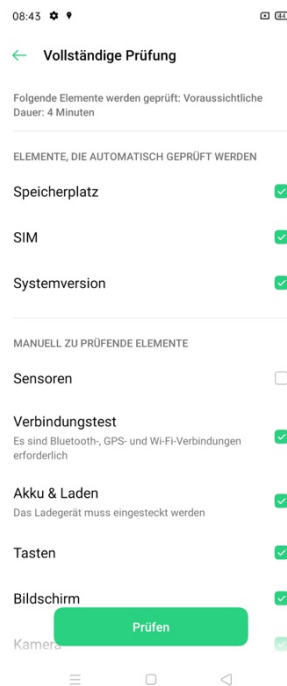 08:43
Vollständige Prüfung
Folgende Elemente werden geprüft: Voraussichtliche
Dauer: 4 Minuten
ELEMENTE, DIE AUTOMATISCH GEPRÜFT WERDEN
Speicherplatz
SIM
Systemversion
MANUELL ZU PRÜFENDE ELEMENTE
Sensoren
Verbindungstest
Es sind Bluetooth-, GPS- und Wi-Fi-Verbindungen
erforderlich
Akku & Laden
Das Ladegerät muss eingesteckt werden
Tasten
Bildschirm
Prüfen
Kamera